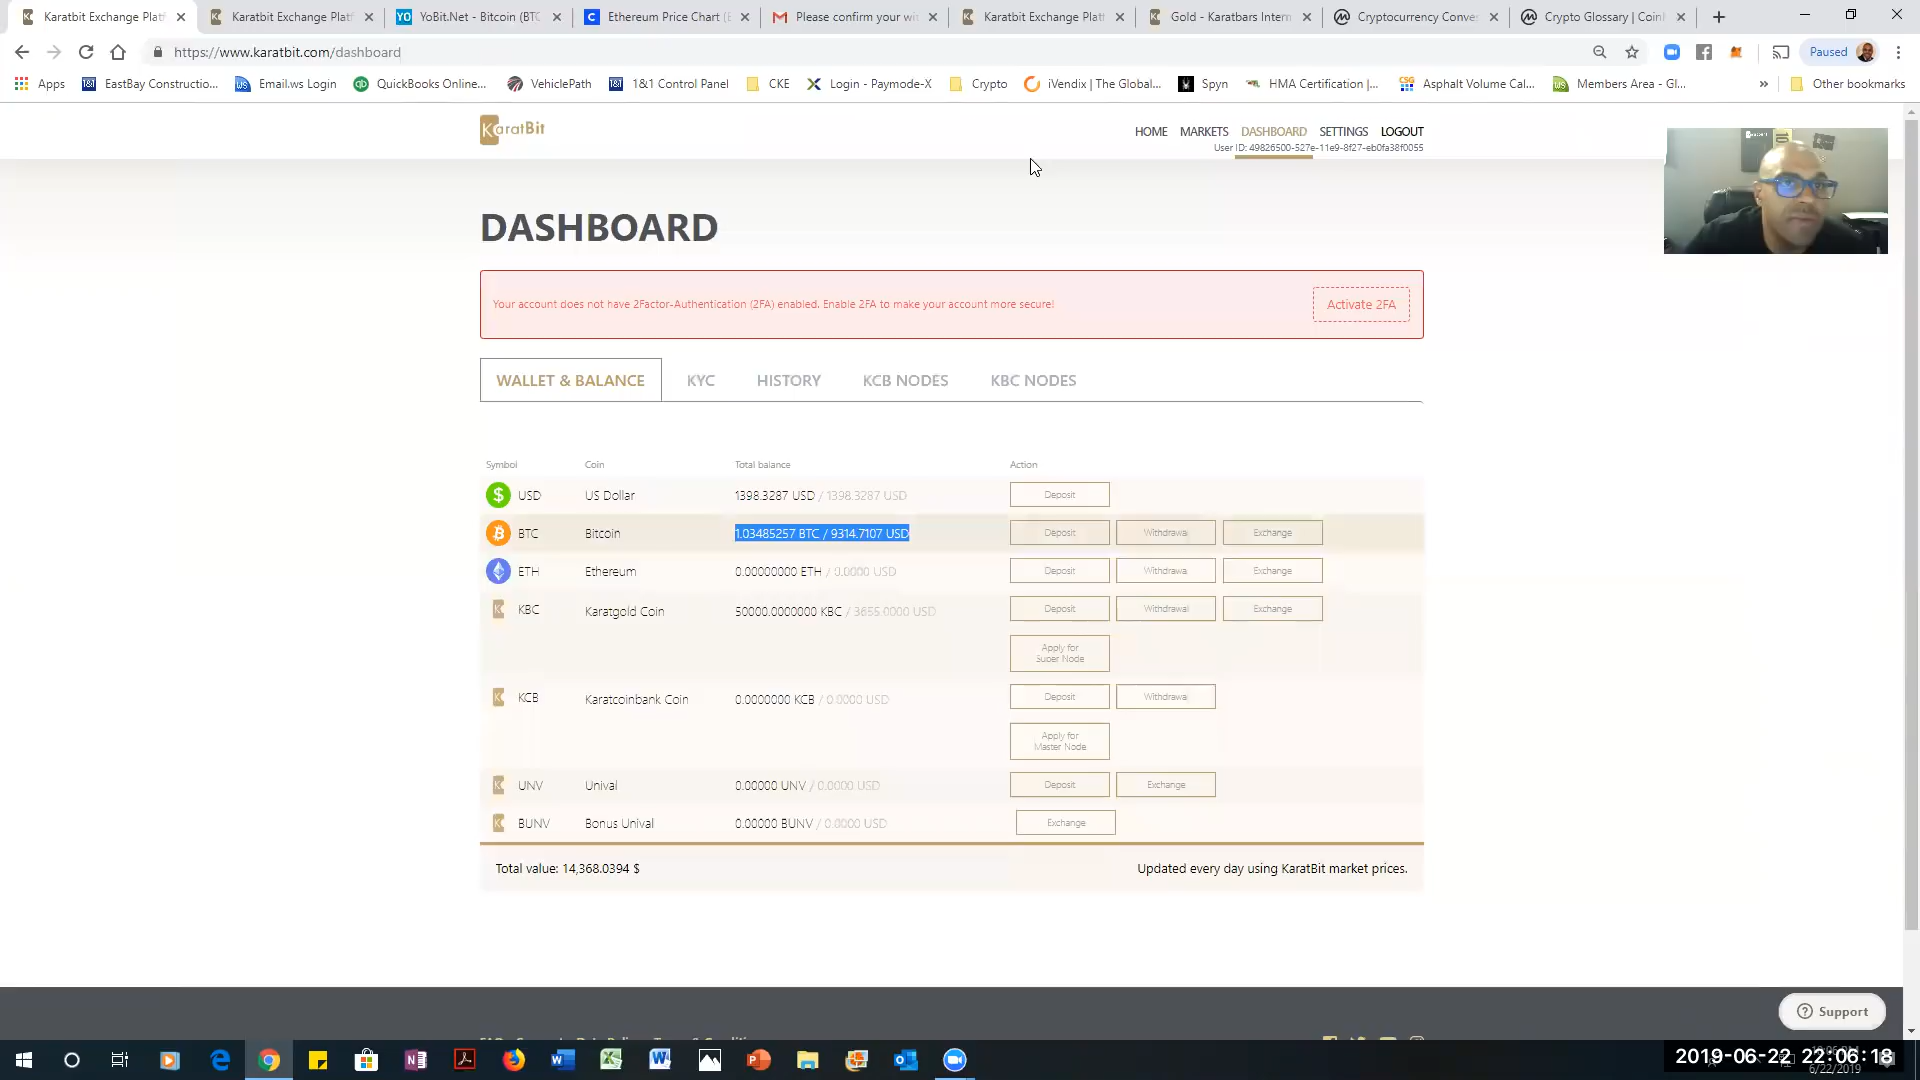 Karatbit Exchange Platf
Karatbit Exchange Platf
YO YoBit.Net - Bitcoin (BTC
Ethereum Price Chart (E
Please confirm your wi
Karatbit Exchange Platf
Gold - Karatbars Intern
Cryptocurrency Conve
Crypto Glossary | Coin
https://www.karatbit.com/dashboard
Paused
Apps
EastBay Constructio...
Email.ws Login
QuickBooks Online...
VehiclePath
1&1 Control Panel
CKE
Login - Paymode-X
Crypto
iVendix | The Global...
Spyn
HMA Certification |...
Asphalt Volume Cal...
Members Area - Gl...
»
Other bookmarks
KaratBit
HOME MARKETS DASHBOARD SETTINGS LOGOUT
User ID: 49826500-527e-11e9-8f27-eb0fa38f0055
DASHBOARD
Your account does not have 2Factor-Authentication (2FA) enabled. Enable 2FA to make your account more secure!
Activate 2FA
WALLET & BALANCE KYC HISTORY KCB NODES KBC NODES
Symbol Coin Total balance Action
USD US Dollar 1398.3287 USD / 1398.3287 USD Deposit
BTC Bitcoin 1.03485257 BTC / 9314.7107 USD Deposit Withdrawal Exchange
ETH Ethereum 0.00000000 ETH / 0.0000 USD Deposit Withdrawal Exchange
KBC Karatgold Coin 50000.0000000 KBC / 3655.0000 USD Deposit Withdrawal Exchange
Apply for
Super Node
KCB Karatcoinbank Coin 0.0000000 KCB / 0.0000 USD Deposit Withdrawal
Apply for
Master Node
UNV Unival 0.00000 UNV / 0.0000 USD Deposit Exchange
BUNV Bonus Unival 0.00000 BUNV / 0.0000 USD Exchange
Total value: 14,368.0394 $
Updated every day using KaratBit market prices.
Support
2019-06-22 22:06:18
6/22/2019